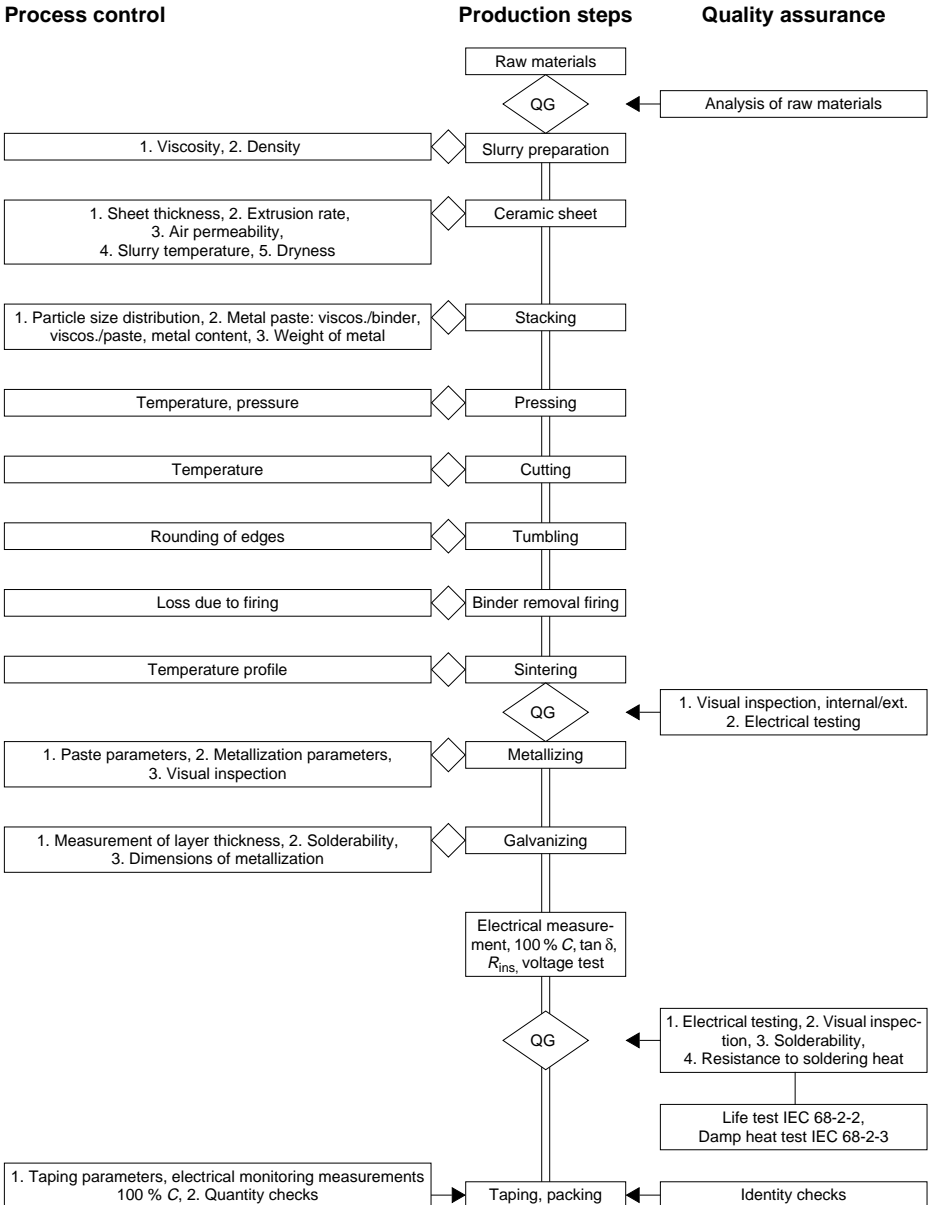 Process control
Production steps
Quality assurance
Raw materials
QG
Analysis of raw materials
1. Viscosity, 2. Density
Slurry preparation
1. Sheet thickness, 2. Extrusion rate,
3. Air permeability,
4. Slurry temperature, 5. Dryness
Ceramic sheet
1. Particle size distribution, 2. Metal paste: viscos./binder,
viscos./paste, metal content, 3. Weight of metal
Stacking
Temperature, pressure
Pressing
Temperature
Cutting
Rounding of edges
Tumbling
Loss due to firing
Binder removal firing
Temperature profile
Sintering
QG
1. Visual inspection, internal/ext.
2. Electrical testing
1. Paste parameters, 2. Metallization parameters,
3. Visual inspection
Metallizing
1. Measurement of layer thickness, 2. Solderability,
3. Dimensions of metallization
Galvanizing
Electrical measure-
ment, 100 % C, tan δ,
Rins, voltage test
QG
1. Electrical testing, 2. Visual inspec-
tion, 3. Solderability,
4. Resistance to soldering heat
Life test IEC 68-2-2,
Damp heat test IEC 68-2-3
1. Taping parameters, electrical monitoring measurements
100 % C, 2. Quantity checks
Taping, packing
Identity checks